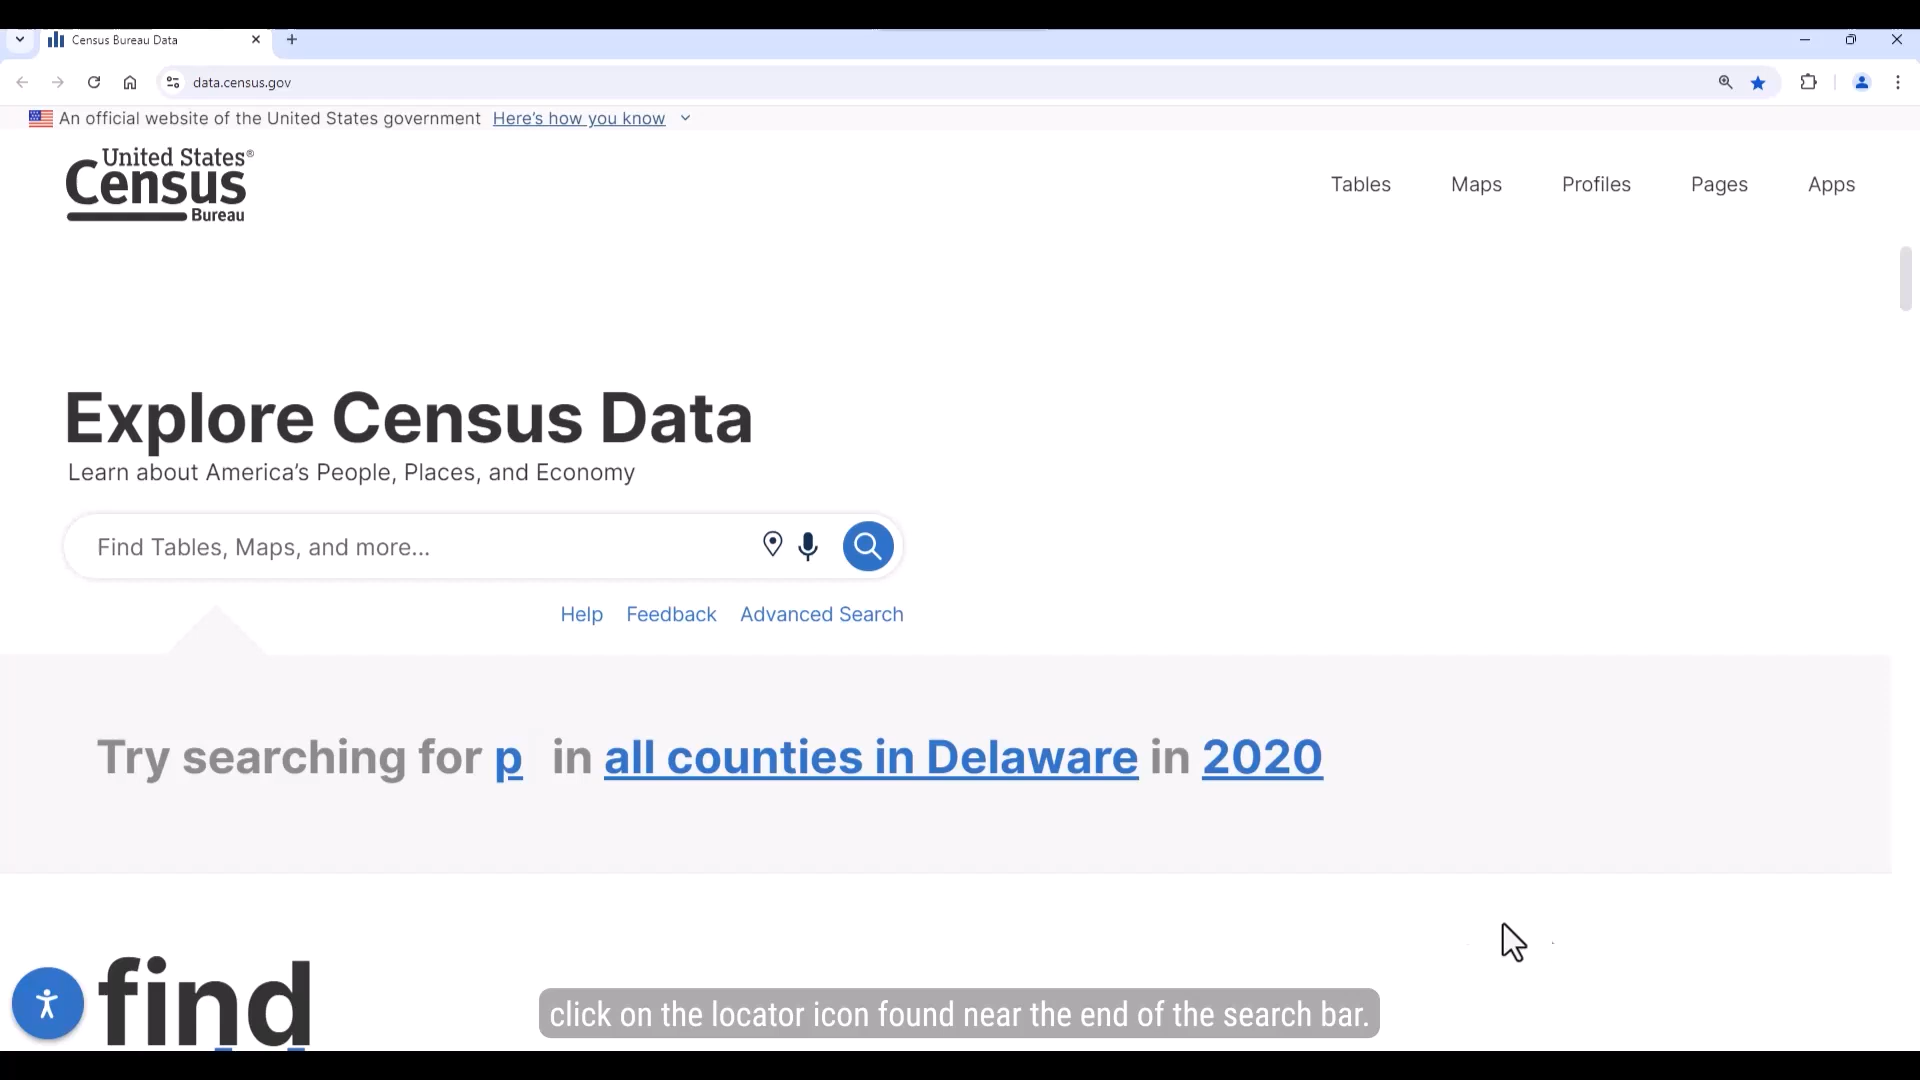 Census Bureau Data
data.census.gov
An official website of the United States government Here's how you know
United States®
Census
Bureau
Tables Maps Profiles Pages Apps
Explore Census Data
Learn about America's People, Places, and Economy
Find Tables, Maps, and more...
Help Feedback Advanced Search
Try searching for p in all counties in Delaware in 2020
find
click on the locator icon found near the end of the search bar.